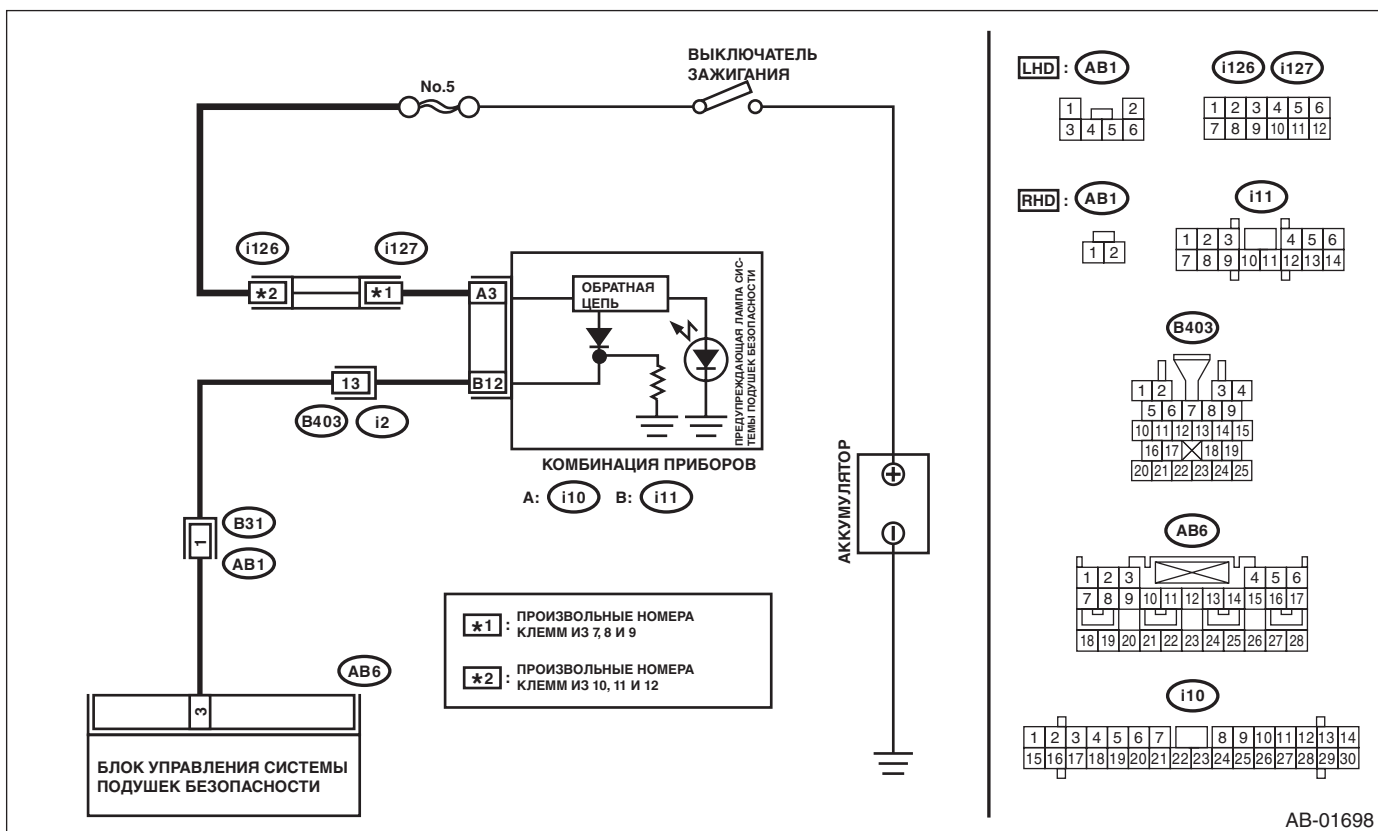 No.5
ВЫКЛЮЧАТЕЛЬ
ЗАЖИГАНИЯ
i126
i127
*2
*1
A3
ОБРАТНАЯ
ЦЕПЬ
ПРЕДУПРЕЖДАЮЩАЯ ЛАМПА СИС-
ТЕМЫ ПОДУШЕК БЕЗОПАСНОСТИ
13
B12
B403
i2
КОМБИНАЦИЯ ПРИБОРОВ
A: i10 B: i11
АККУМУЛЯТОР
1
B31
AB1
*1 : ПРОИЗВОЛЬНЫЕ НОМЕРА
КЛЕММ ИЗ 7, 8 И 9
*2 : ПРОИЗВОЛЬНЫЕ НОМЕРА
КЛЕММ ИЗ 10, 11 И 12
AB6
3
БЛОК УПРАВЛЕНИЯ СИСТЕМЫ
ПОДУШЕК БЕЗОПАСНОСТИ
LHD : AB1
1 2
3 4 5 6
i126 i127
1 2 3 4 5 6
7 8 9 10 11 12
RHD : AB1
1 2
i11
1 2 3 4 5 6
7 8 9 10 11 12 13 14
B403
1 2 3 4
5 6 7 8 9
10 11 12 13 14 15
16 17 18 19
20 21 22 23 24 25
AB6
1 2 3 4 5 6
7 8 9 10 11 12 13 14 15 16 17
18 19 20 21 22 23 24 25 26 27 28
i10
1 2 3 4 5 6 7 8 9 10 11 12 13 14
15 16 17 18 19 20 21 22 23 24 25 26 27 28 29 30
AB-01698